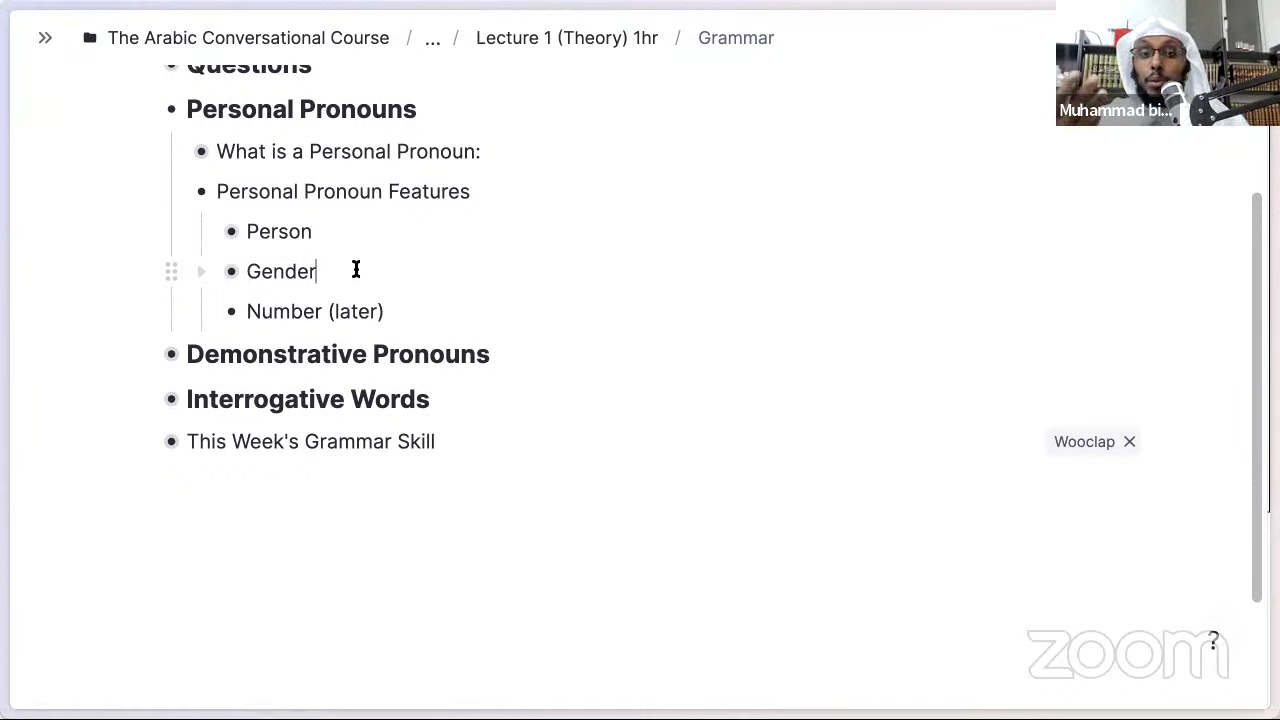 The Arabic Conversational Course / ... / Lecture 1 (Theory) 1hr / Grammar
Questions
Personal Pronouns
What is a Personal Pronoun:
Personal Pronoun Features
Person
Gender
Number (later)
Demonstrative Pronouns
Interrogative Words
This Week's Grammar Skill
Wooclap
Muhammad bi...
zoom
?